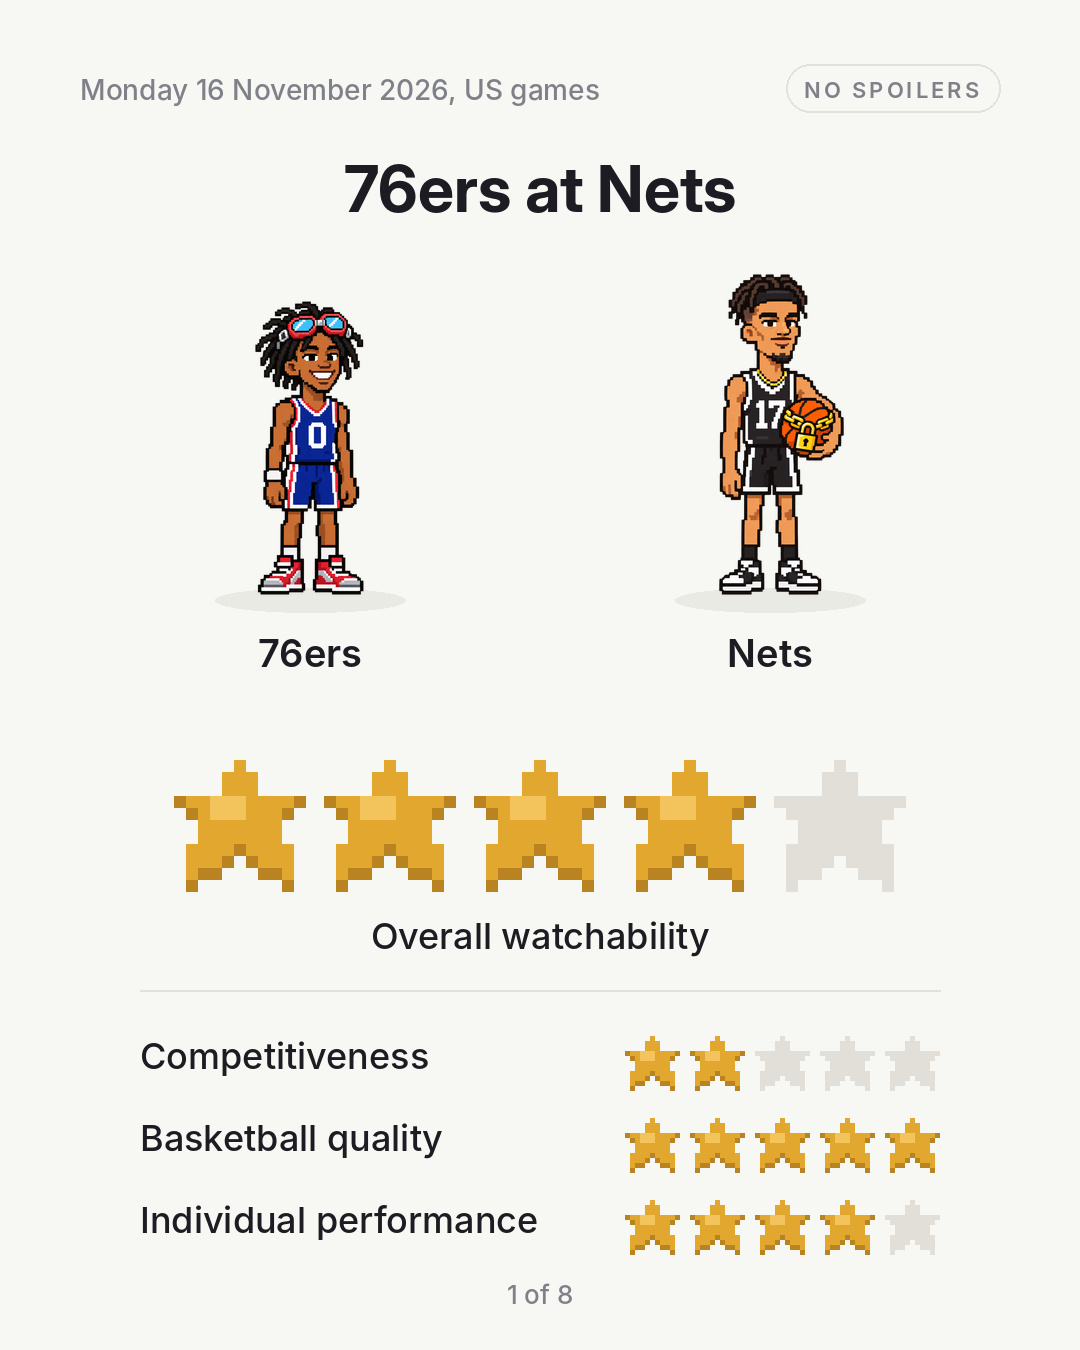 Monday 16 November 2026, US games
NO SPOILERS
76ers at Nets
0
17
76ers
Nets
Overall watchability
Competitiveness
Basketball quality
Individual performance
1 of 8